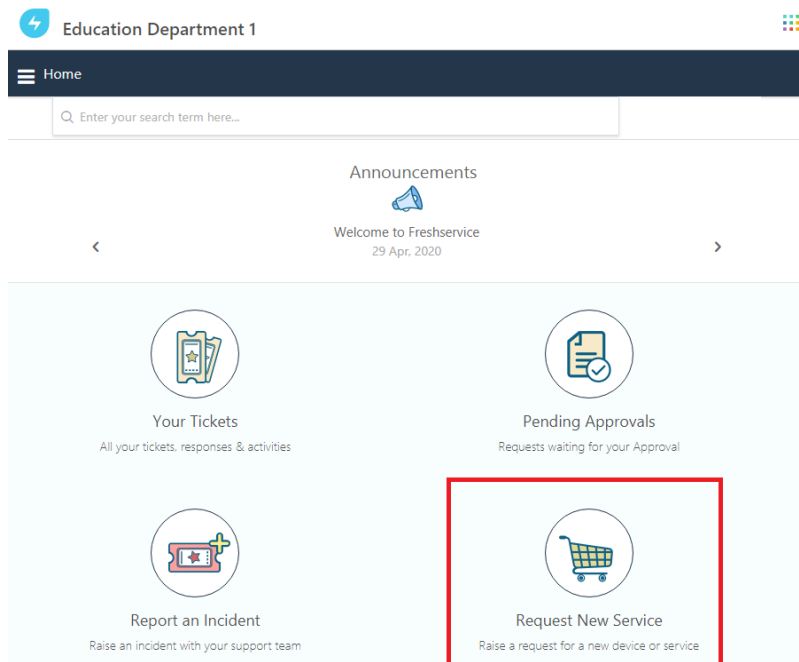 Education Department 1
Home
Enter your search term here...
Announcements
Welcome to Freshservice
29 Apr, 2020
Your Tickets
All your tickets, responses & activities
Pending Approvals
Requests waiting for your Approval
Report an Incident
Raise an incident with your support team
Request New Service
Raise a request for a new device or service